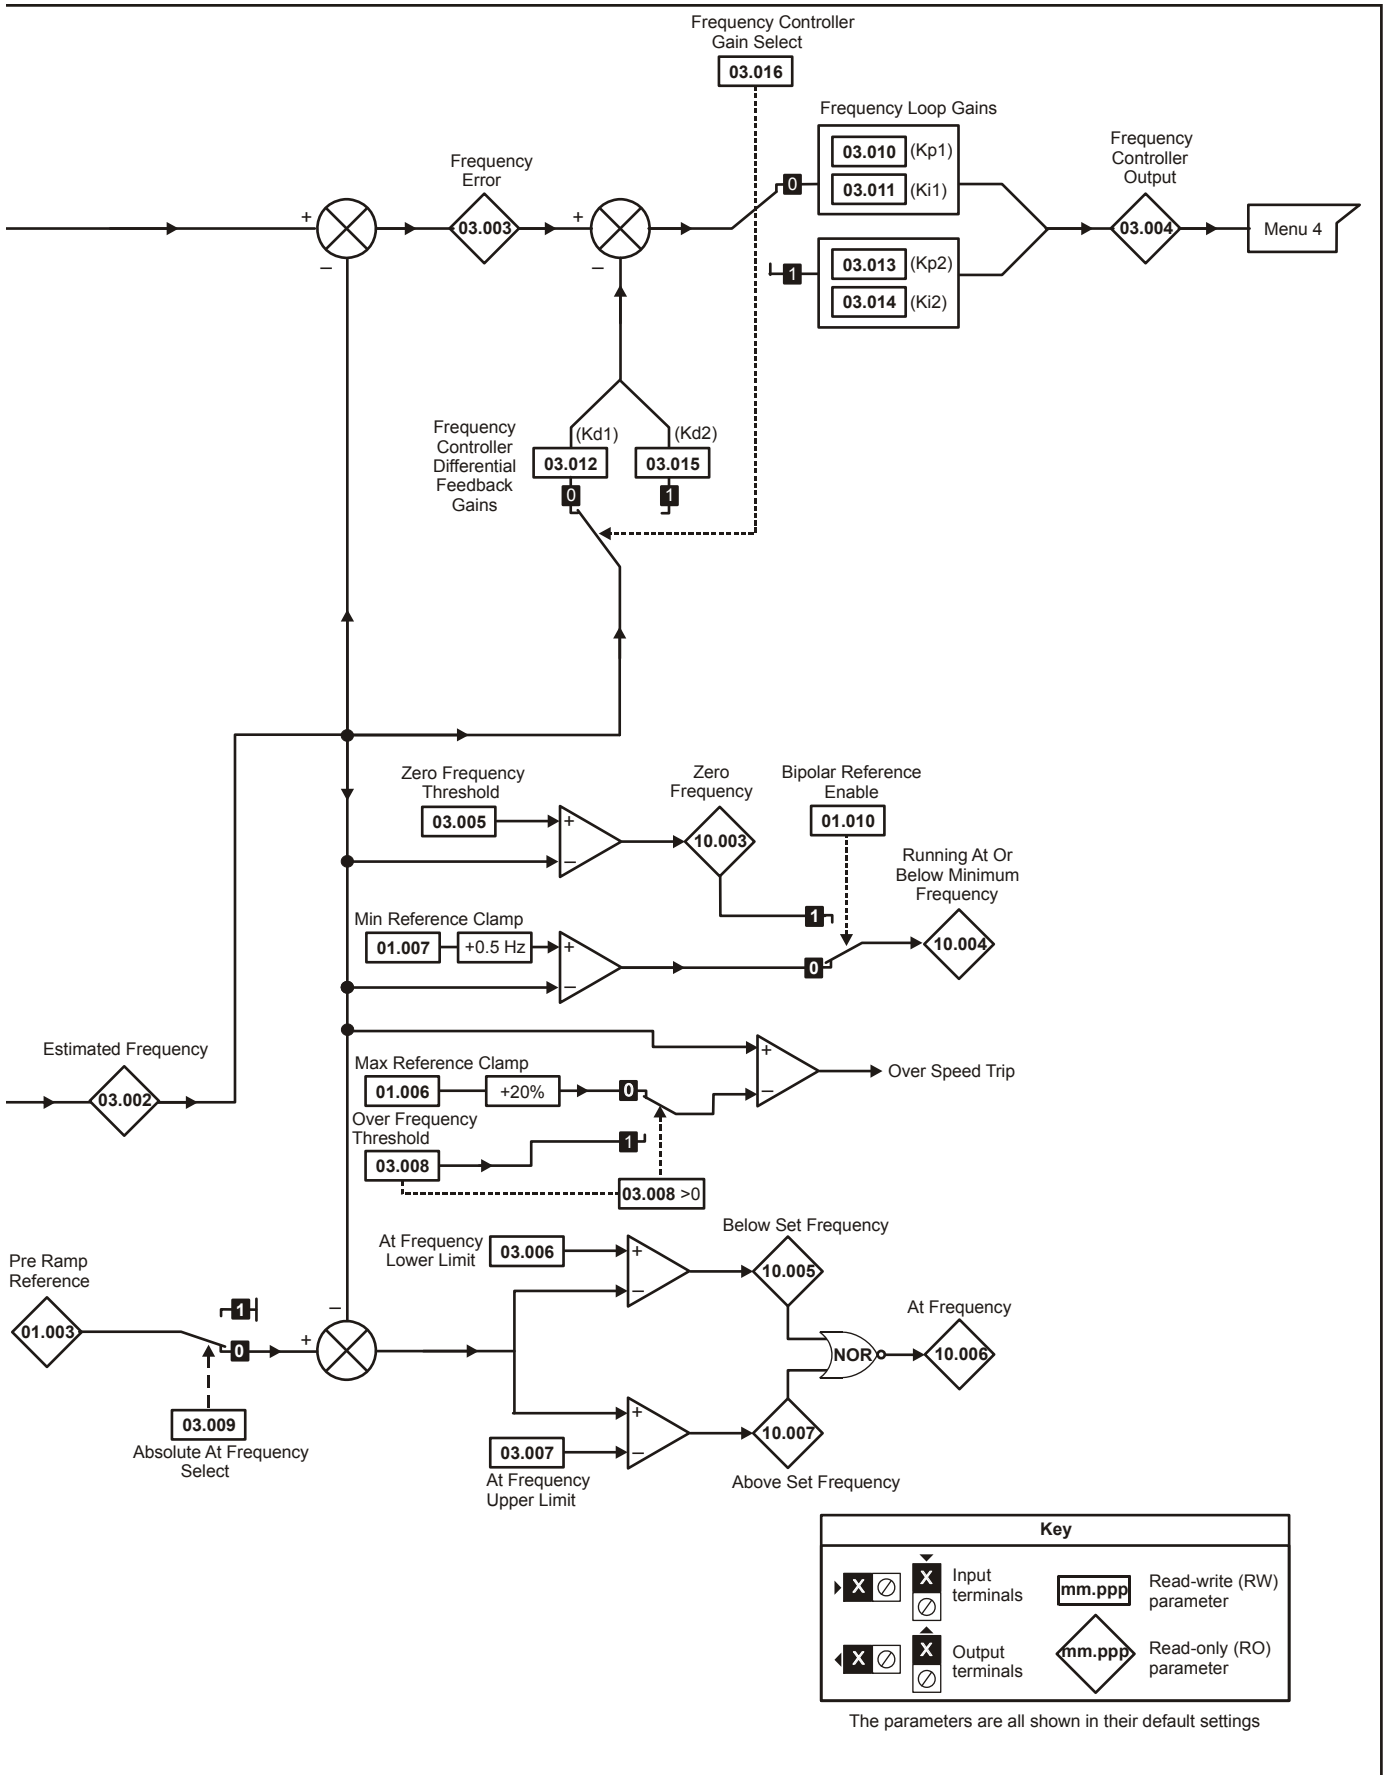 Frequency Controller
Gain Select
03.016
Frequency Loop Gains
03.010 (Kp1)
03.011 (Ki1)
0
Frequency
Controller
Output
03.004
Menu 4
Frequency
Error
03.003
+
–
+
–
1
03.013 (Kp2)
03.014 (Ki2)
Frequency
Controller
Differential
Feedback
Gains
(Kd1)
(Kd2)
03.012
03.015
0
1
Zero Frequency
Threshold
03.005
+
–
Zero
Frequency
10.003
Bipolar Reference
Enable
01.010
Running At Or
Below Minimum
Frequency
10.004
1
0
Min Reference Clamp
01.007
+0.5 Hz
+
–
Estimated Frequency
03.002
Max Reference Clamp
01.006
+20%
0
+
–
Over Speed Trip
Over Frequency
Threshold
03.008
1
03.008 >0
Pre Ramp
Reference
01.003
1
0
+
–
03.009
Absolute At Frequency
Select
At Frequency
Lower Limit
03.006
+
–
Below Set Frequency
10.005
NOR
At Frequency
10.006
+
–
03.007
At Frequency
Upper Limit
10.007
Above Set Frequency
Key
X
X
Input
terminals
mm.ppp
Read-write (RW)
parameter
X
X
Output
terminals
mm.ppp
Read-only (RO)
parameter
The parameters are all shown in their default settings